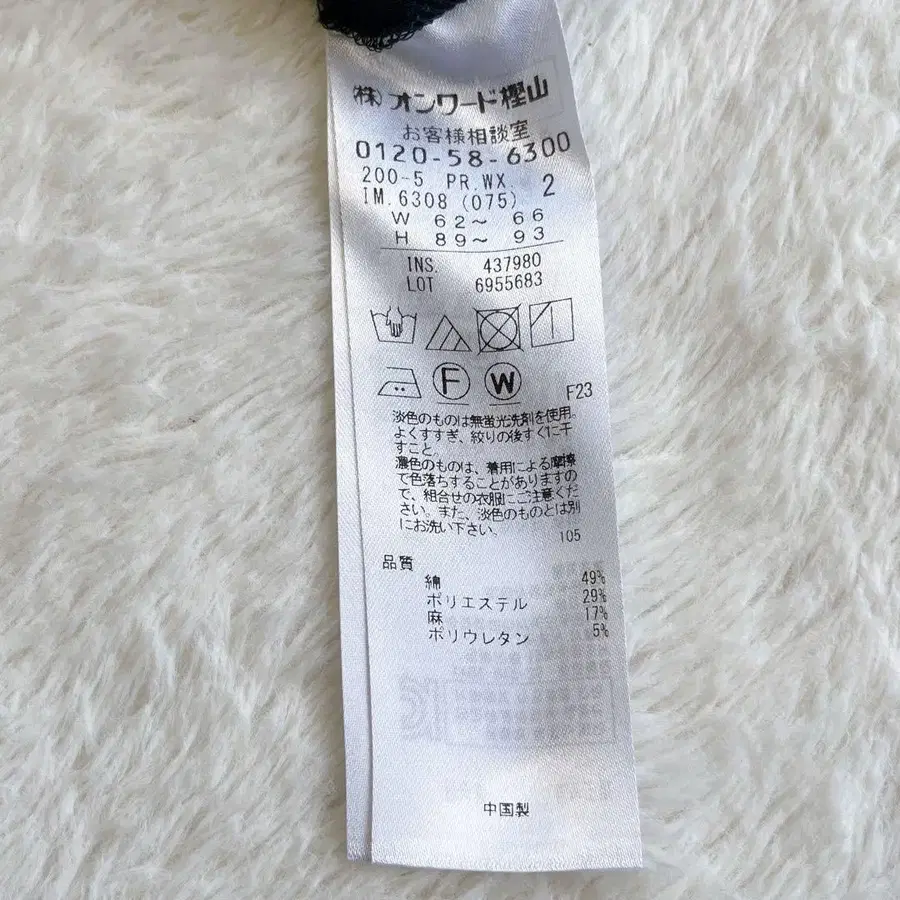 ㈱オンワード樫山
お客様相談室
0120-58-6300
200-5 PR.WX. 2
IM.6308 (075)
W 62～ 66
H 89～ 93
INS. 437980
LOT 6955683
F
W
F23
淡色のものは無蛍光洗剤を使用。
よくすすぎ、絞りの後すぐに干
すこと。
濃色のものは、着用による摩擦
で色落ちすることがありますの
で、組合せの衣服にご注意くだ
さい。また、淡色のものとは別
にお洗い下さい。
105
品質
綿 49%
ポリエステル 29%
麻 17%
ポリウレタン 5%
中国製